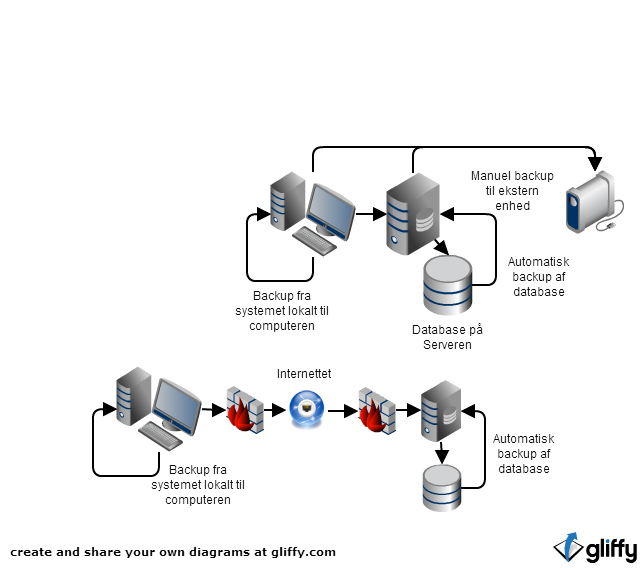 Manuel backup
til ekstern
enhed
Automatisk
backup af
database
Backup fra
systemet lokalt til
computeren
Database på
Serveren
Internettet
Automatisk
backup af
database
Backup fra
systemet lokalt til
computeren
create and share your own diagrams at gliffy.com
gliffy